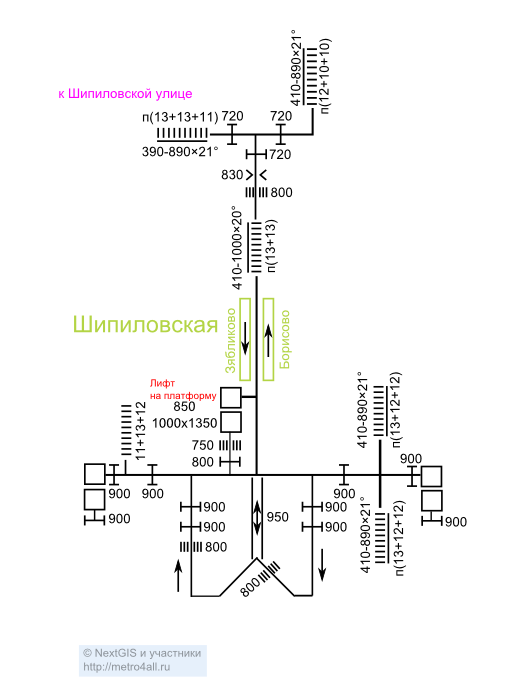 410-890×21°
п(12+10+10)
к Шипиловской улице
п(13+13+11)
720
720
390-890×21°
720
830
800
410-1000×20°
п(13+13)
Шипиловская
Зябликово
Борисово
Лифт
на платформу
850
1000x1350
11+13+12
750
800
410-890×21°
п(13+12+12)
900
900
900
900
900
900
900
900
900
900
900
800
950
410-890×21°
п(13+12+12)
800
© NextGIS и участники
http://metro4all.ru